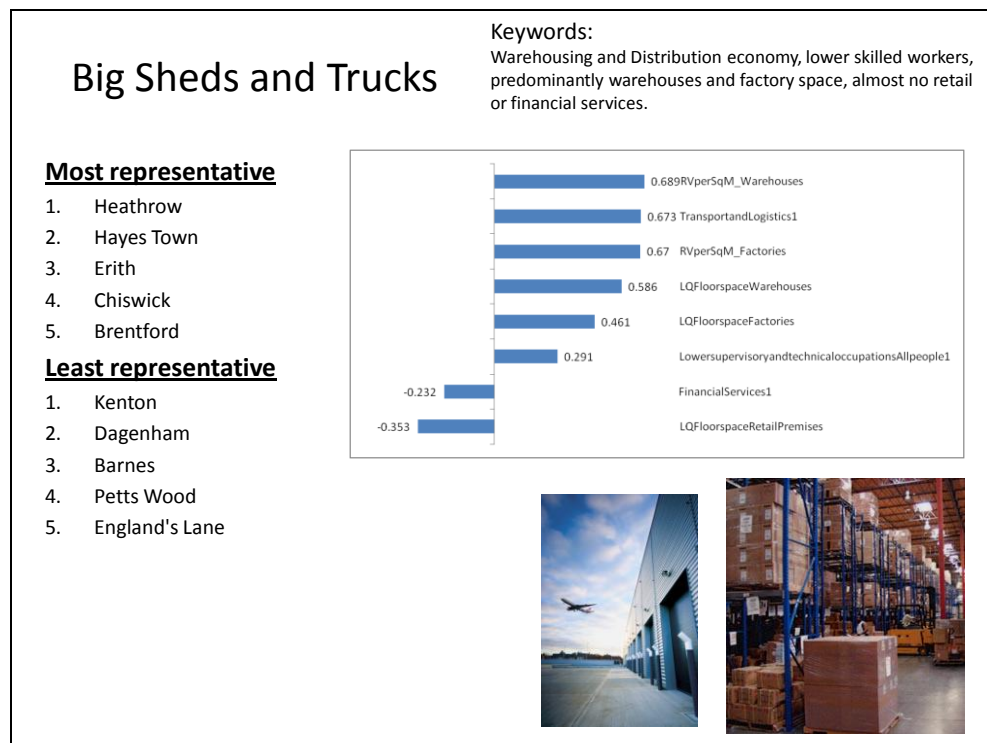 Big Sheds and Trucks
Keywords:
Warehousing and Distribution economy, lower skilled workers,
predominantly warehouses and factory space, almost no retail
or financial services.
Most representative
1. Heathrow
2. Hayes Town
3. Erith
4. Chiswick
5. Brentford
Least representative
1. Kenton
2. Dagenham
3. Barnes
4. Petts Wood
5. England's Lane
0.689 RVperSqM_Warehouses
0.673 TransportandLogistics1
0.67 RVperSqM_Factories
0.586 LQFloorspaceWarehouses
0.461 LQFloorspaceFactories
0.291 LowersupervisoryandtechnicaloccupationsAllpeople1
-0.232 FinancialServices1
-0.353 LQFloorspaceRetailPremises